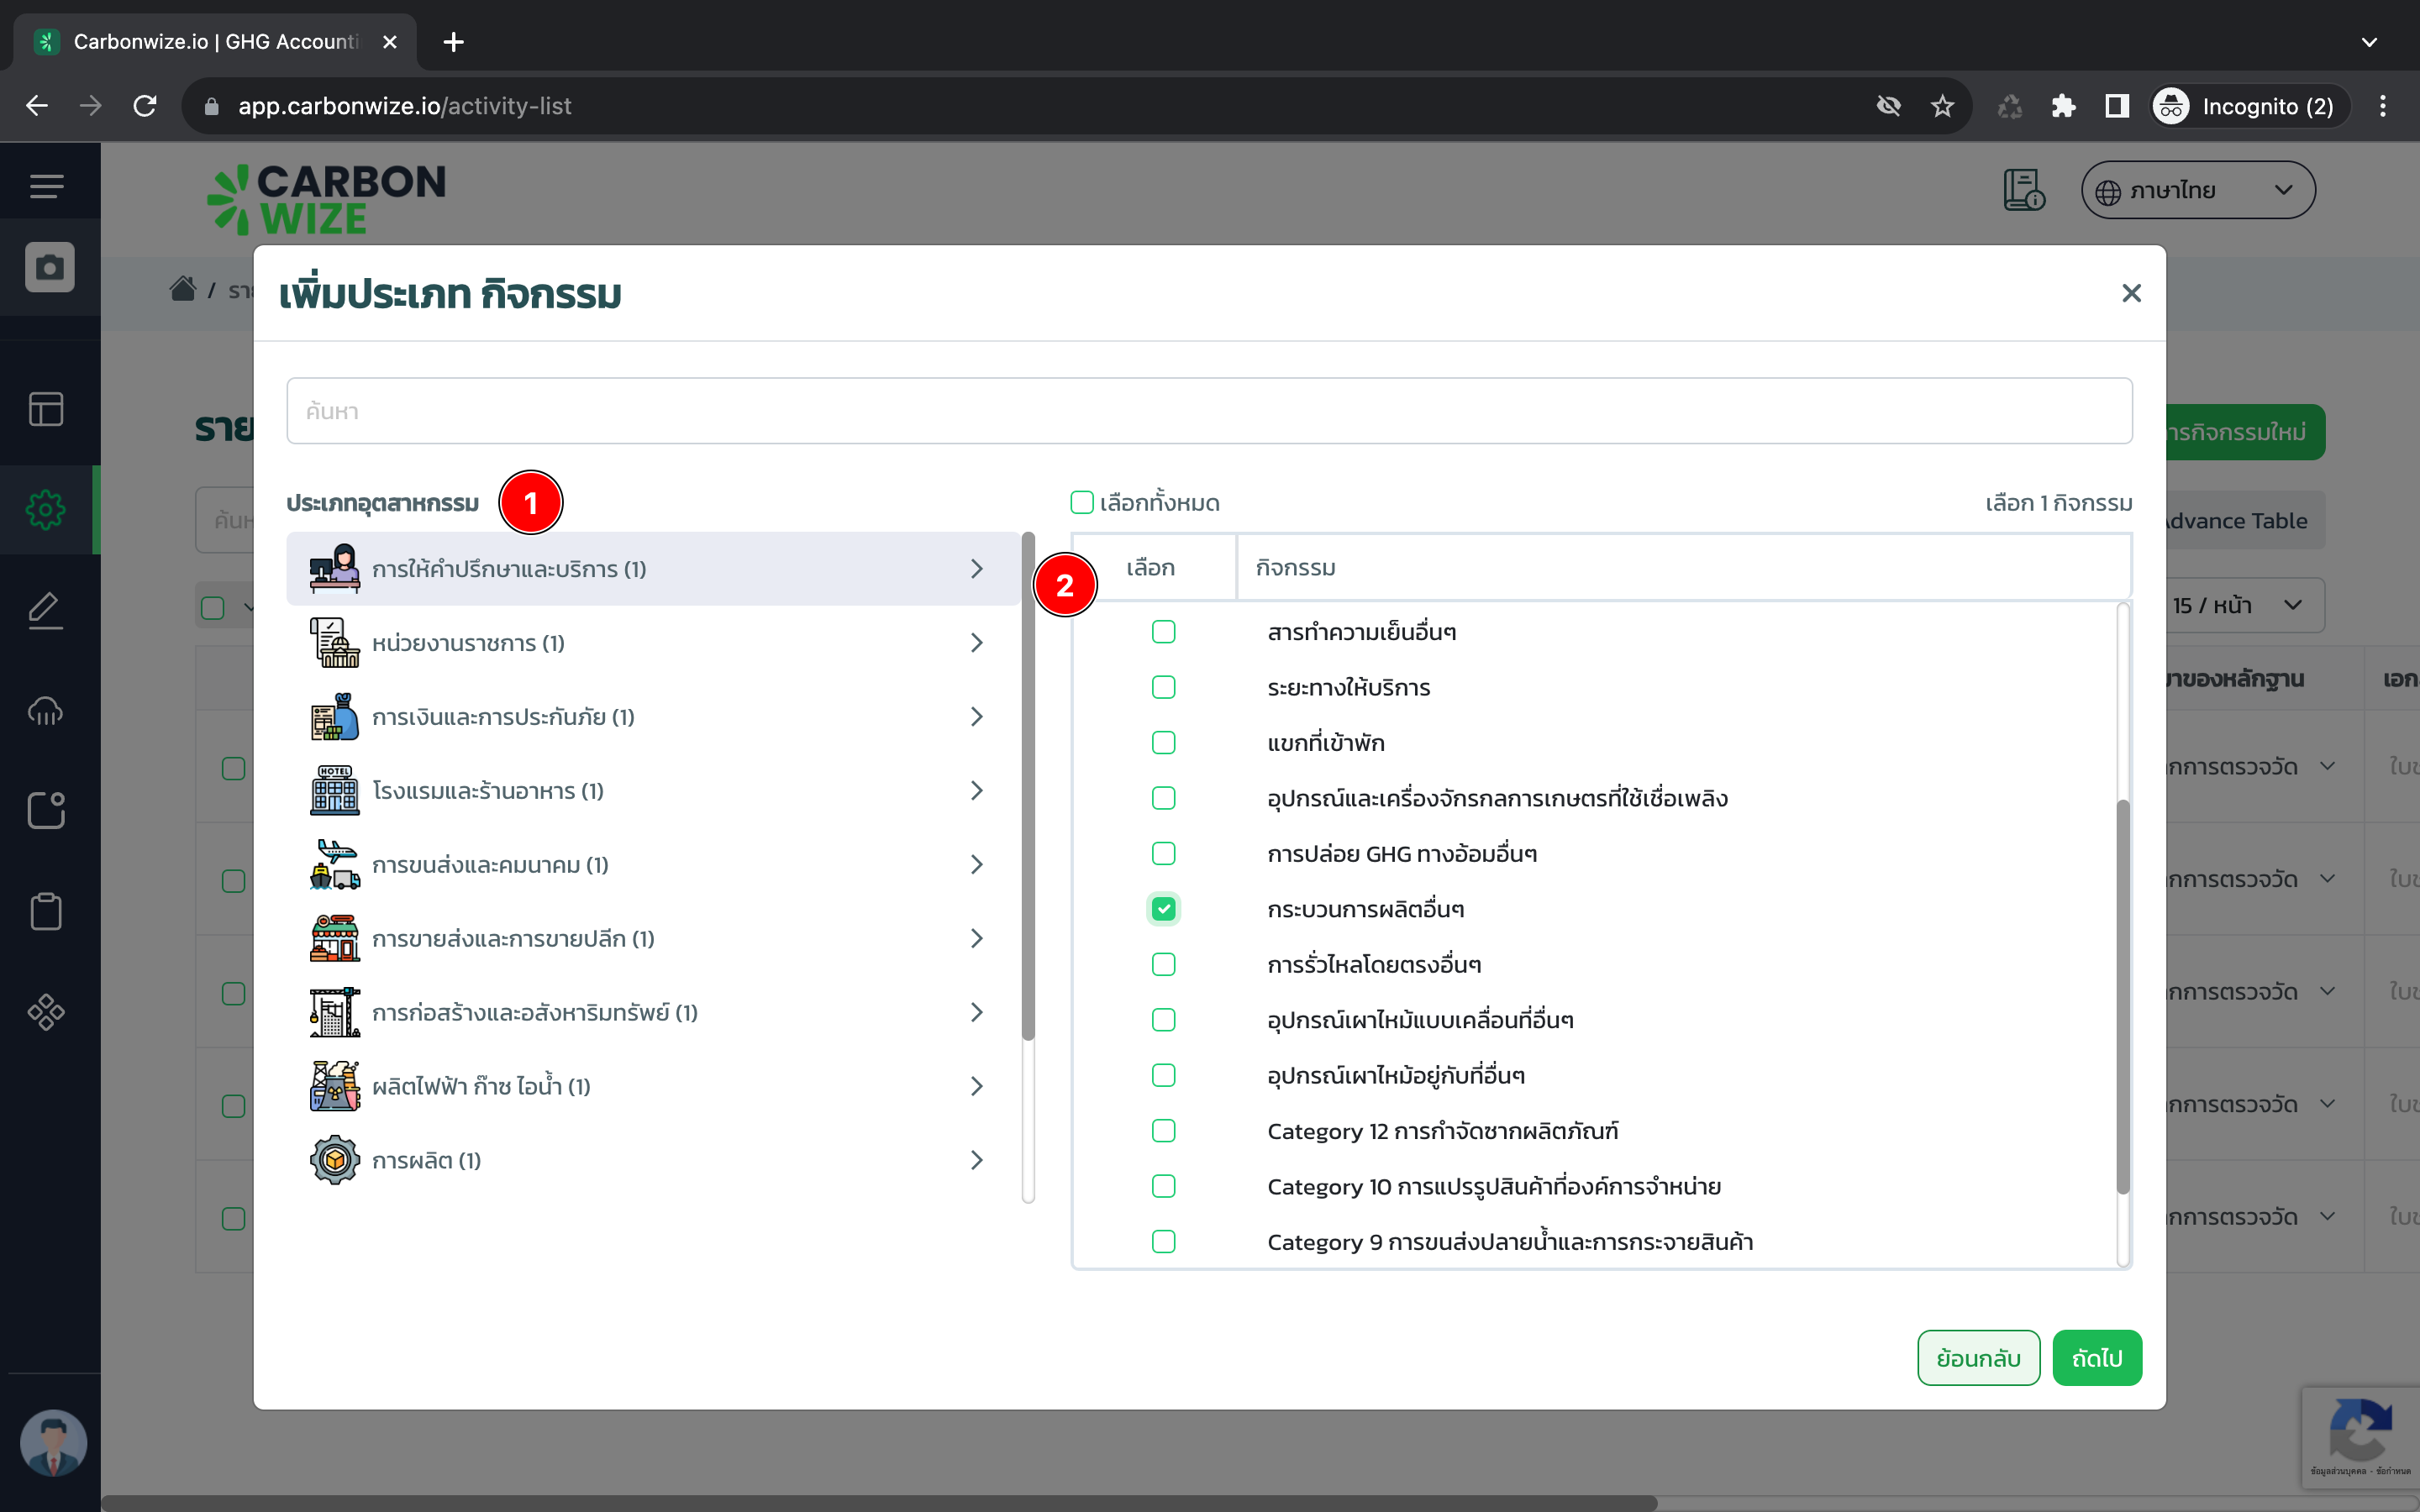 Carbonwize.io | GHG Accounti
app.carbonwize.io/activity-list
Incognito (2)
CARBON
WIZE
ภาษาไทย
/ ราย
เพิ่มประเภท กิจกรรม
ค้นหา
ราย
ารกิจกรรมใหม่
ค้นห
Advance Table
15 / หน้า
ประเภทอุตสาหกรรม
1
เลือกทั้งหมด
เลือก 1 กิจกรรม
2
เลือก
กิจกรรม
การให้คำปรึกษาและบริการ (1)
หน่วยงานราชการ (1)
การเงินและการประกันภัย (1)
HOTEL
โรงแรมและร้านอาหาร (1)
การขนส่งและคมนาคม (1)
การขายส่งและการขายปลีก (1)
การก่อสร้างและอสังหาริมทรัพย์ (1)
ผลิตไฟฟ้า ก๊าซ ไอน้ำ (1)
การผลิต (1)
สารทำความเย็นอื่นๆ
ระยะทางให้บริการ
แขกที่เข้าพัก
อุปกรณ์และเครื่องจักรกลการเกษตรที่ใช้เชื่อเพลิง
การปล่อย GHG ทางอ้อมอื่นๆ
กระบวนการผลิตอื่นๆ
การรั่วไหลโดยตรงอื่นๆ
อุปกรณ์เผาไหม้แบบเคลื่อนที่อื่นๆ
อุปกรณ์เผาไหม้อยู่กับที่อื่นๆ
Category 12 การกำจัดซากผลิตภัณฑ์
Category 10 การแปรรูปสินค้าที่องค์การจำหน่าย
Category 9 การขนส่งปลายน้ำและการกระจายสินค้า
มาของหลักฐาน
เอก
ากการตรวจวัด
ใบ
ากการตรวจวัด
ใบ
ากการตรวจวัด
ใบ
ากการตรวจวัด
ใบ
ากการตรวจวัด
ใบ
ย้อนกลับ
ถัดไป
ข้อมูลส่วนบุคคล - ข้อกำหนด